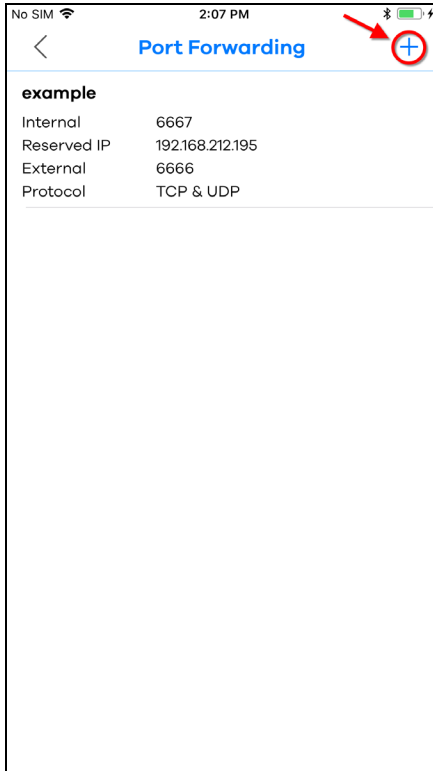 No SIM 2:07 PM
Port Forwarding
example
Internal 6667
Reserved IP 192.168.212.195
External 6666
Protocol TCP & UDP